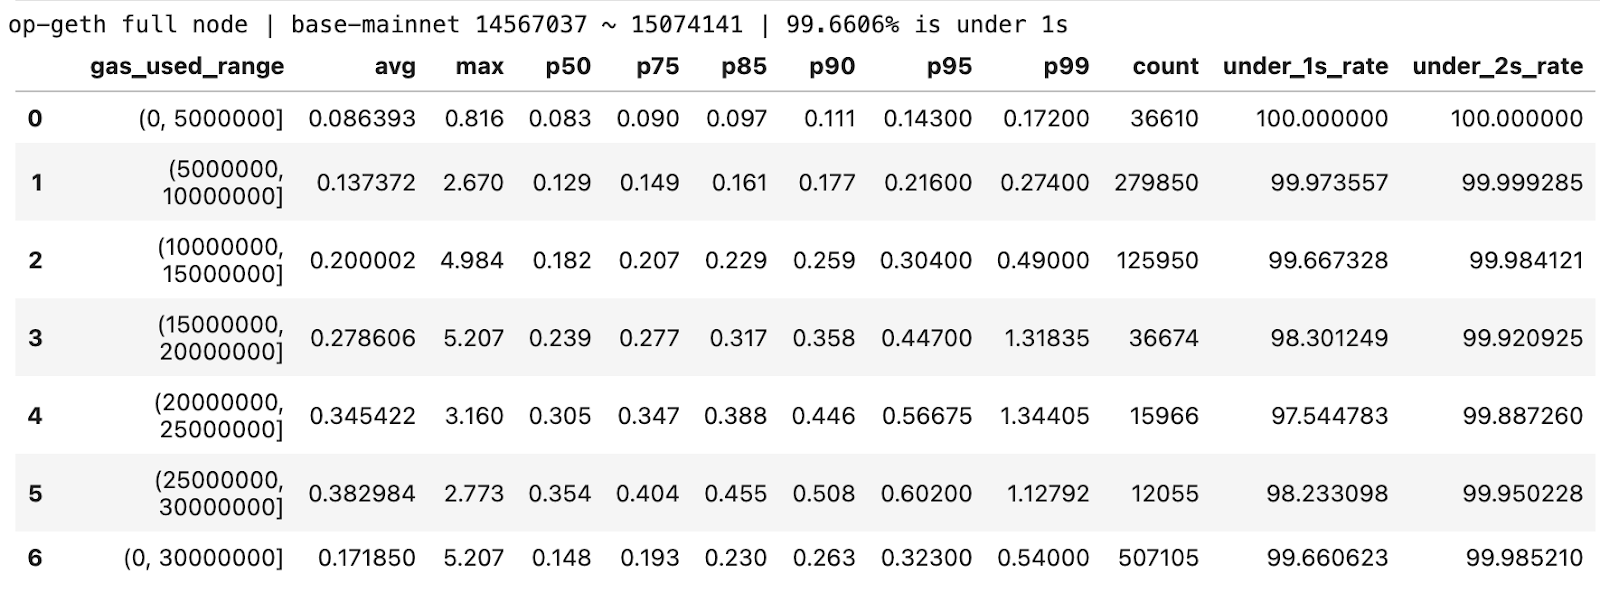 op-geth full node | base-mainnet 14567037 ~ 15074141 | 99.6606% is under 1s
gas_used_range avg max p50 p75 p85 p90 p95 p99 count under_1s_rate under_2s_rate
0 (0, 5000000] 0.086393 0.816 0.083 0.090 0.097 0.111 0.14300 0.17200 36610 100.000000 100.000000
1 (5000000, 10000000] 0.137372 2.670 0.129 0.149 0.161 0.177 0.21600 0.27400 279850 99.973557 99.999285
2 (10000000, 15000000] 0.200002 4.984 0.182 0.207 0.229 0.259 0.30400 0.49000 125950 99.667328 99.984121
3 (15000000, 20000000] 0.278606 5.207 0.239 0.277 0.317 0.358 0.44700 1.31835 36674 98.301249 99.920925
4 (20000000, 25000000] 0.345422 3.160 0.305 0.347 0.388 0.446 0.56675 1.34405 15966 97.544783 99.887260
5 (25000000, 30000000] 0.382984 2.773 0.354 0.404 0.455 0.508 0.60200 1.12792 12055 98.233098 99.950228
6 (0, 30000000] 0.171850 5.207 0.148 0.193 0.230 0.263 0.32300 0.54000 507105 99.660623 99.985210